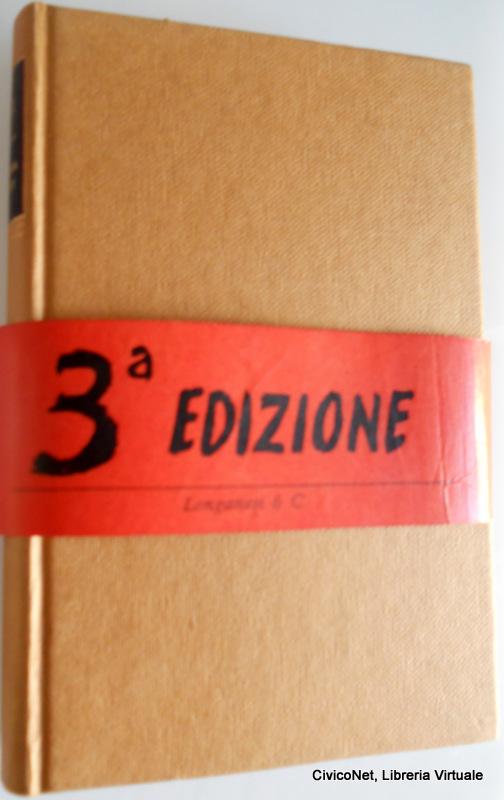 3ª EDIZIONE
Longanesi & C
CivicoNet, Libreria Virtuale